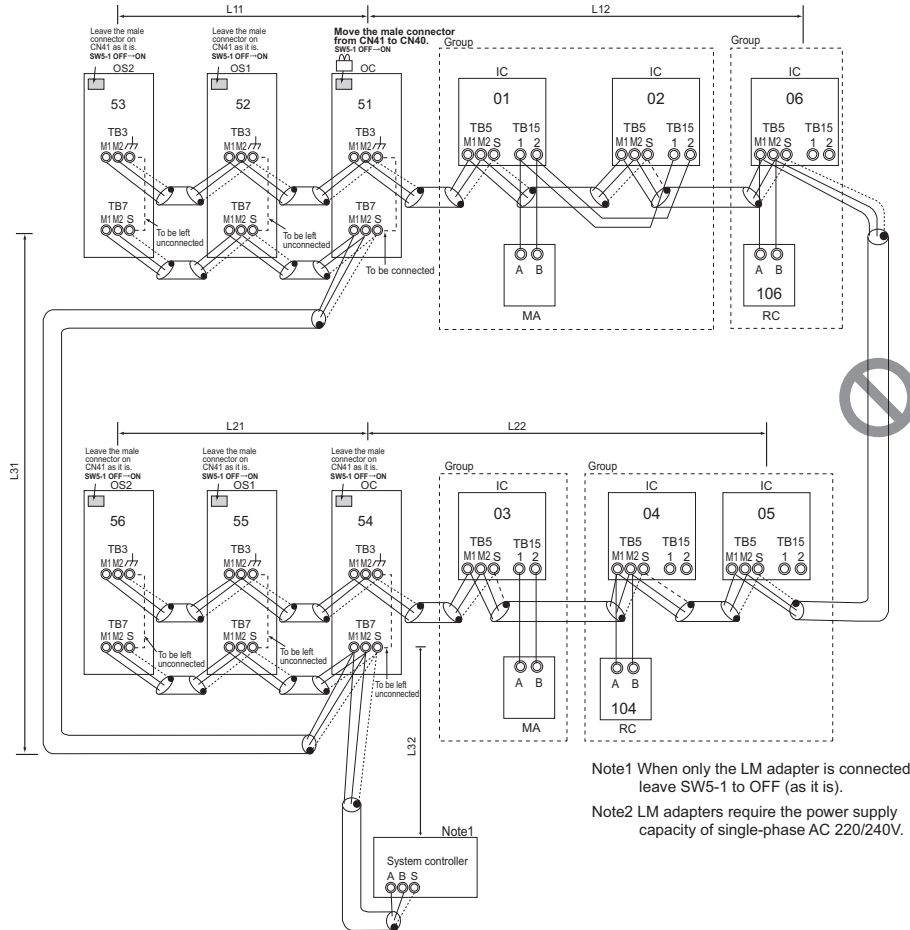 L11
L12
Leave the male
connector on
CN41 as it is.
SW5-1 OFF→ON
OS2
Leave the male
connector on
CN41 as it is.
SW5-1 OFF→ON
OS1
Move the male connector
from CN41 to CN40.
SW5-1 OFF→ON
OC
Group
Group
IC
IC
IC
53
52
51
01
02
06
TB3
M1 M2
TB3
M1 M2
TB3
M1 M2
TB5
M1 M2 S
TB15
1 2
TB5
M1 M2 S
TB15
1 2
TB5
M1 M2 S
TB15
1 2
TB7
M1 M2 S
To be left
unconnected
TB7
M1 M2 S
To be left
unconnected
TB7
M1 M2 S
To be connected
A B
MA
A B
106
RC
L31
L21
L22
Leave the male
connector on
CN41 as it is.
SW5-1 OFF→ON
OS2
Leave the male
connector on
CN41 as it is.
SW5-1 OFF→ON
OS1
Leave the male
connector on
CN41 as it is.
SW5-1 OFF→ON
OC
Group
Group
IC
IC
IC
56
55
54
03
04
05
TB3
M1 M2
TB3
M1 M2
TB3
M1 M2
TB5
M1 M2 S
TB15
1 2
TB5
M1 M2 S
TB15
1 2
TB5
M1 M2 S
TB15
1 2
TB7
M1 M2 S
To be left
unconnected
TB7
M1 M2 S
To be left
unconnected
TB7
M1 M2 S
To be left
unconnected
A B
MA
A B
104
RC
L32
Note1 When only the LM adapter is connected
leave SW5-1 to OFF (as it is).
Note2 LM adapters require the power supply
capacity of single-phase AC 220/240V.
Note1
System controller
A B S